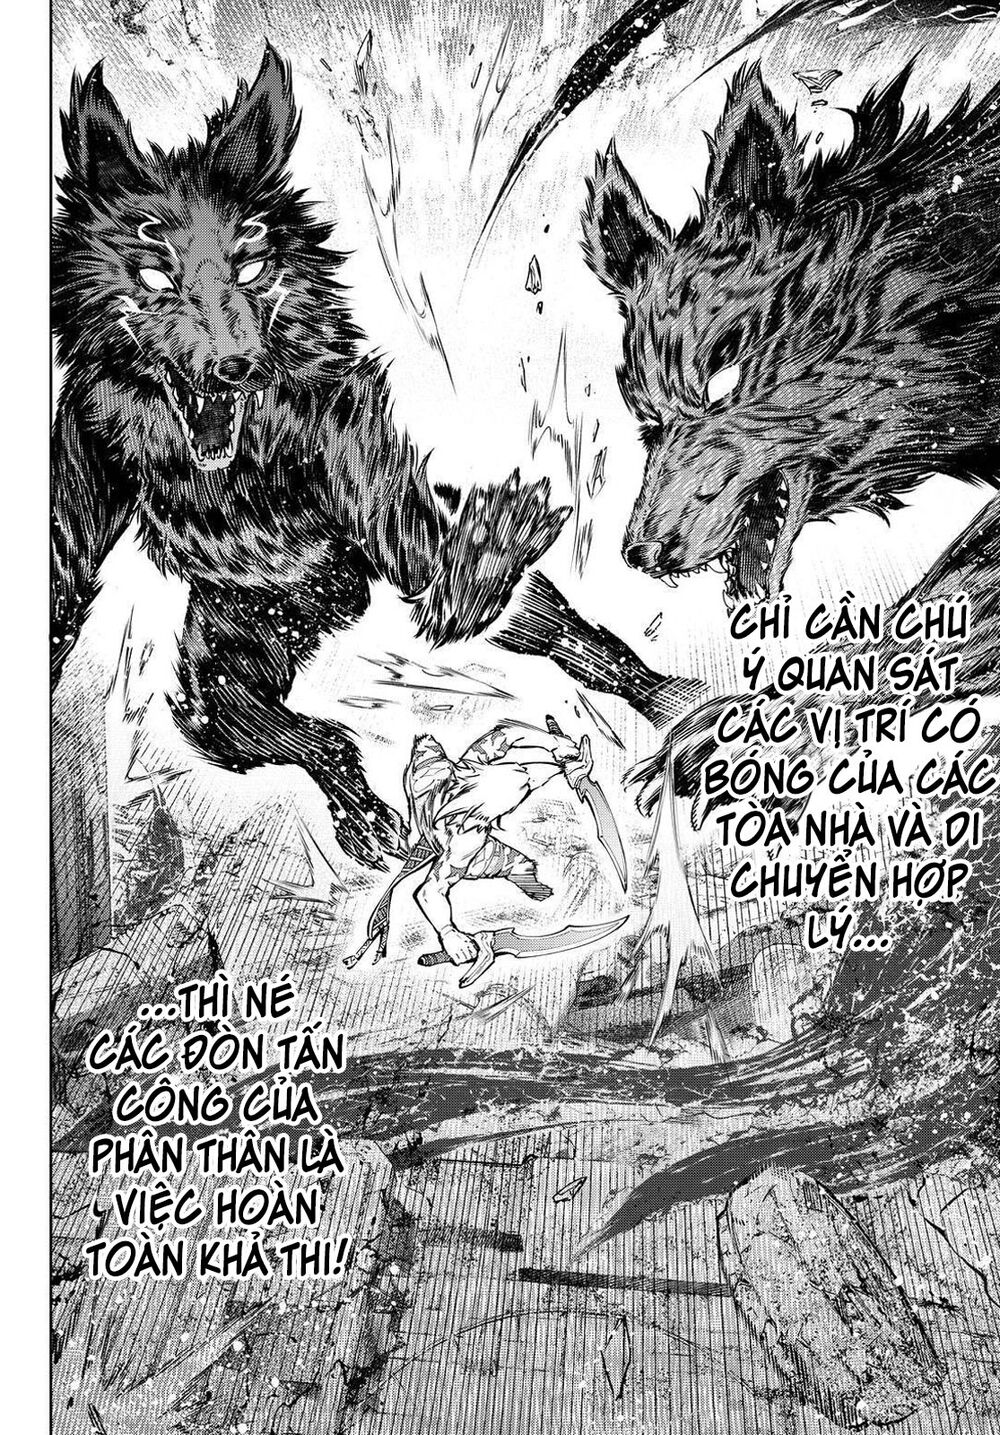 CHỈ CẦN CHÚ
Ý QUAN SÁT
CÁC VỊ TRÍ CÓ
BÓNG CỦA CÁC
TÒA NHÀ VÀ DI
CHUYỂN HỢP
LÝ...
...THÌ NÉ
CÁC ĐÒN TẤN
CÔNG CỦA
PHÂN THÂN LÀ
VIỆC HOÀN
TOÀN KHẢ THI!